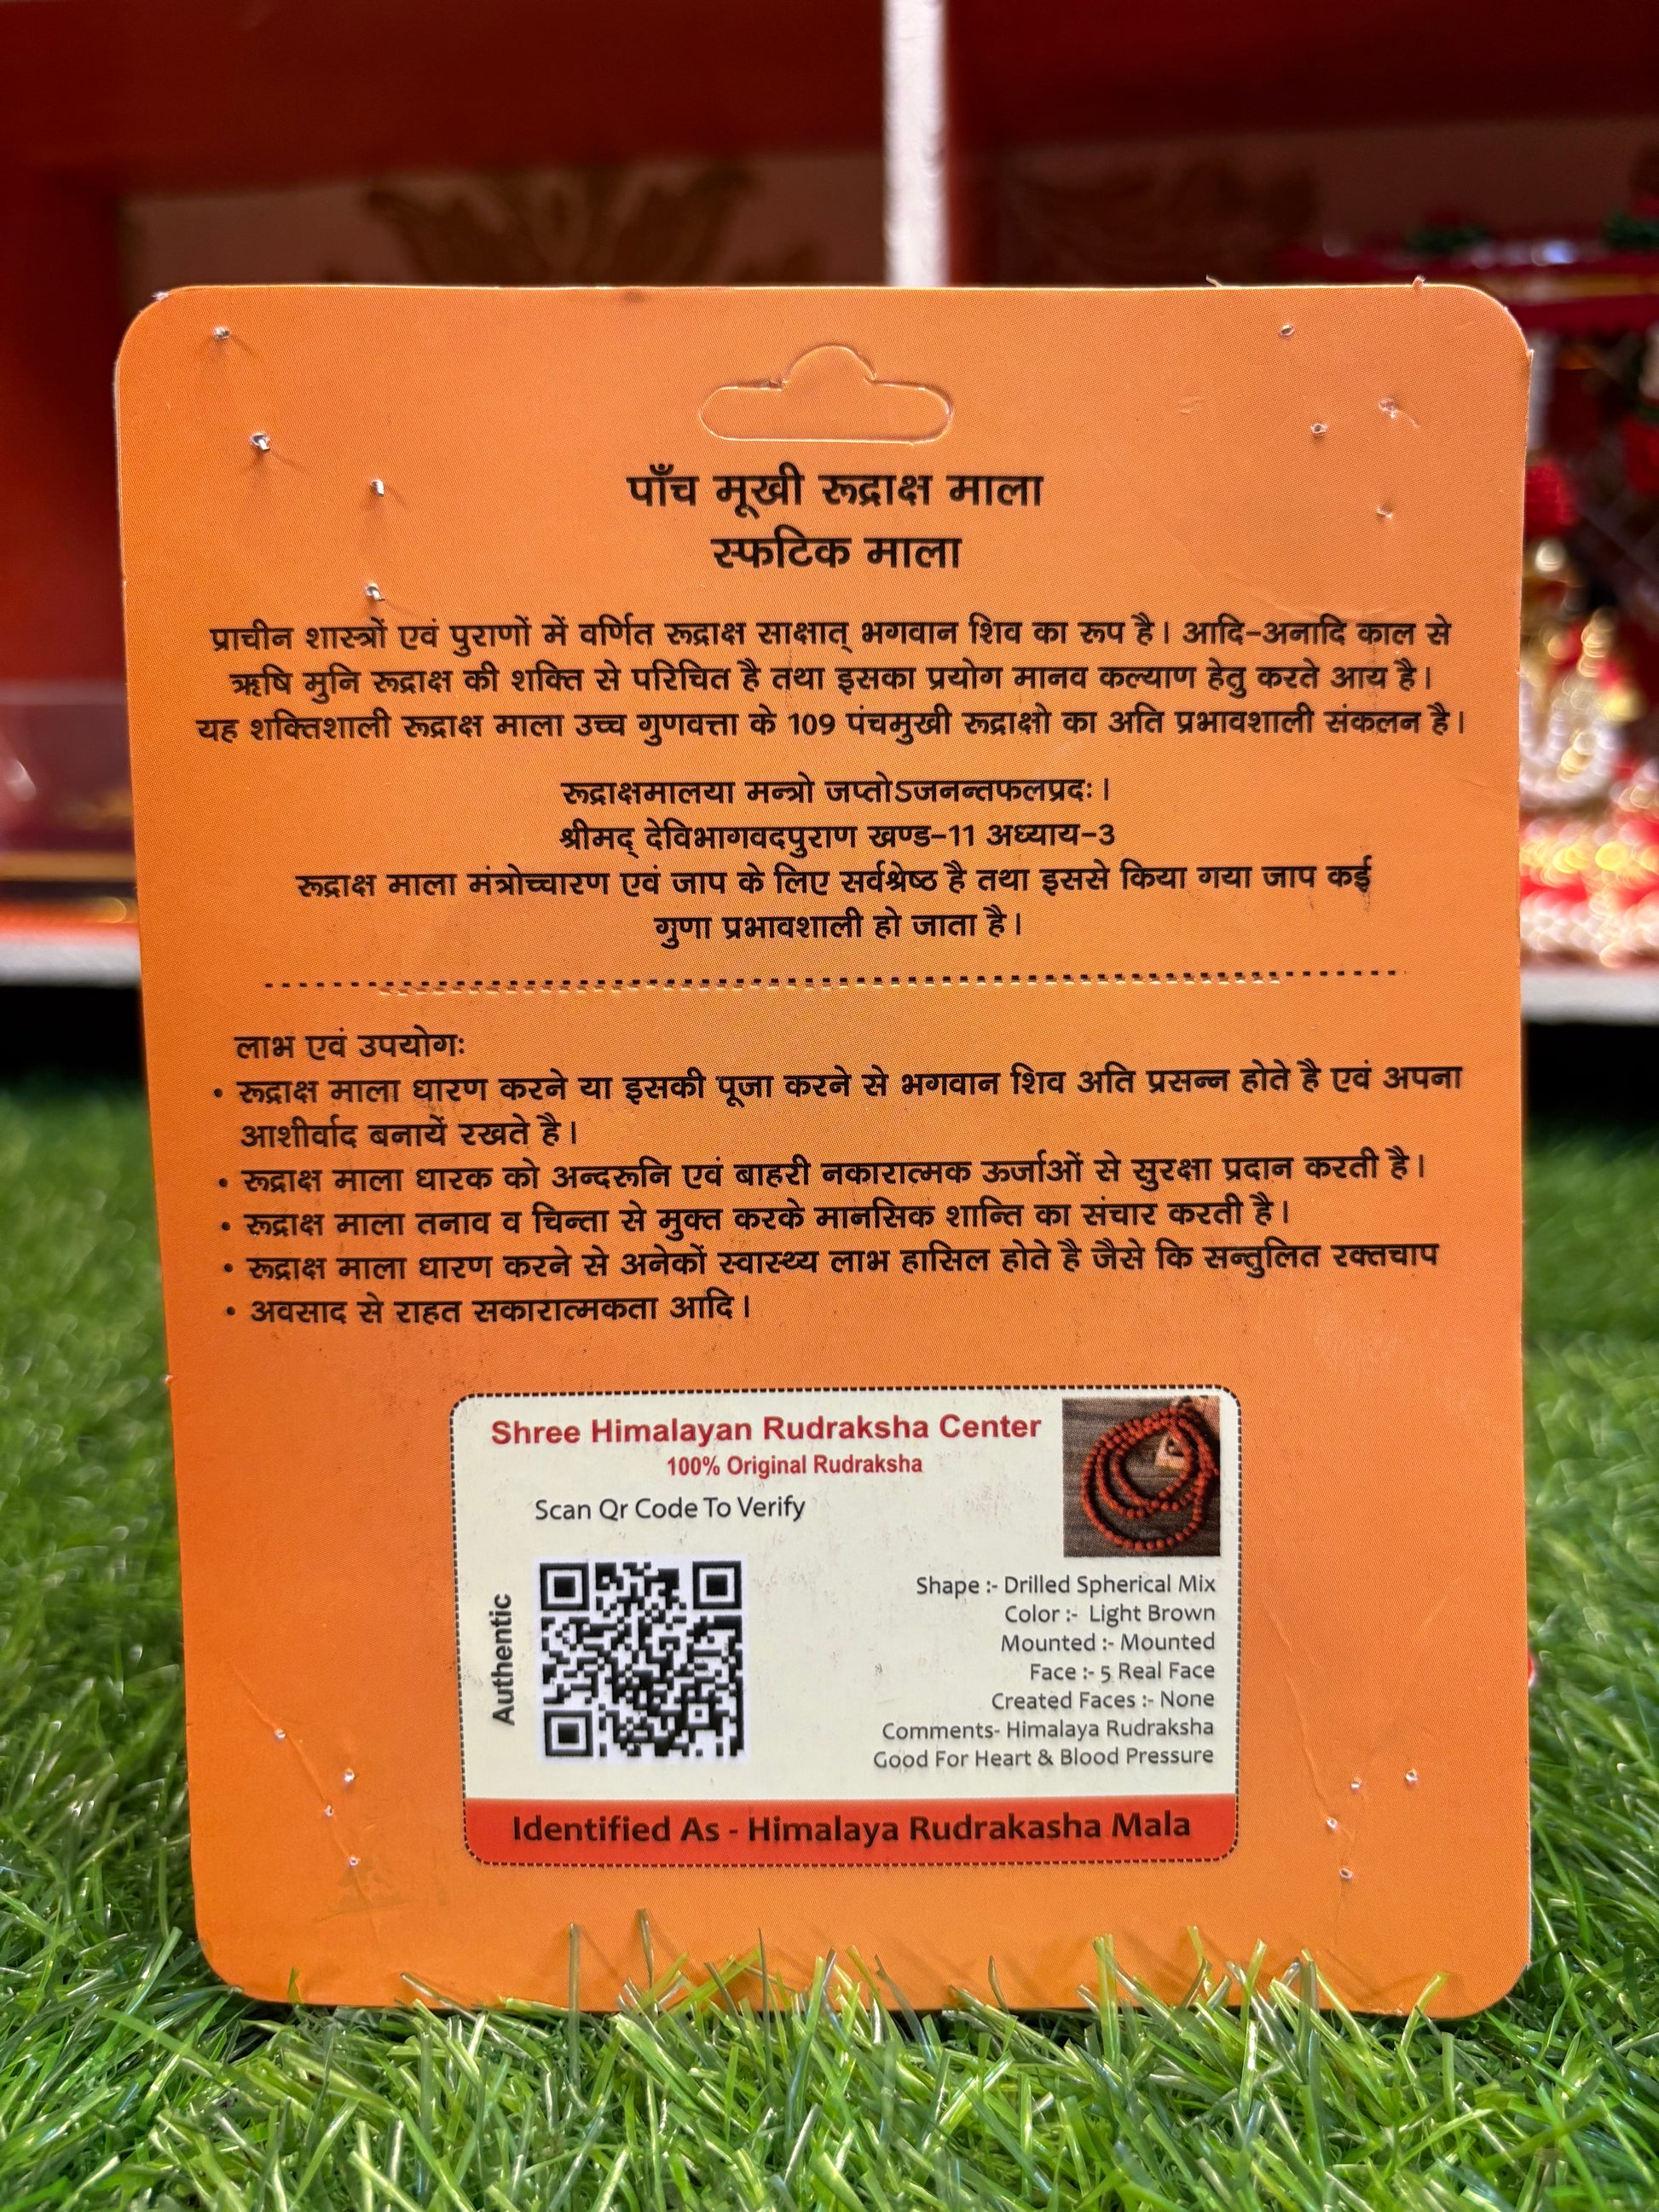 पाँच मूखी रूद्राक्ष माला
स्फटिक माला
प्राचीन शास्त्रों एवं पुराणों में वर्णित रूद्राक्ष साक्षात् भगवान शिव का रूप है। आदि-अनादि काल से
ऋषि मुनि रूद्राक्ष की शक्ति से परिचित है तथा इसका प्रयोग मानव कल्याण हेतु करते आय है।
यह शक्तिशाली रूद्राक्ष माला उच्च गुणवत्ता के 109 पंचमुखी रूद्राक्षो का अति प्रभावशाली संकलन है।
रूद्राक्षमालया मन्त्रो जप्तोऽजनन्तफलप्रदः।
श्रीमद् देविभागवदपुराण खण्ड-11 अध्याय-3
रूद्राक्ष माला मंत्रोच्चारण एवं जाप के लिए सर्वश्रेष्ठ है तथा इससे किया गया जाप कई
गुणा प्रभावशाली हो जाता है।
लाभ एवं उपयोगः
• रूद्राक्ष माला धारण करने या इसकी पूजा करने से भगवान शिव अति प्रसन्न होते है एवं अपना
आशीर्वाद बनायें रखते है।
• रूद्राक्ष माला धारक को अन्दरूनि एवं बाहरी नकारात्मक ऊर्जाओं से सुरक्षा प्रदान करती है।
• रूद्राक्ष माला तनाव व चिन्ता से मुक्त करके मानसिक शान्ति का संचार करती है।
• रूद्राक्ष माला धारण करने से अनेकों स्वास्थ्य लाभ हासिल होते है जैसे कि सन्तुलित रक्तचाप
• अवसाद से राहत सकारात्मकता आदि।
Shree Himalayan Rudraksha Center
100% Original Rudraksha
Scan Qr Code To Verify
Authentic
Shape :- Drilled Spherical Mix
Color :- Light Brown
Mounted :- Mounted
Face :- 5 Real Face
Created Faces :- None
Comments- Himalaya Rudraksha
Good For Heart & Blood Pressure
Identified As - Himalaya Rudrakasha Mala